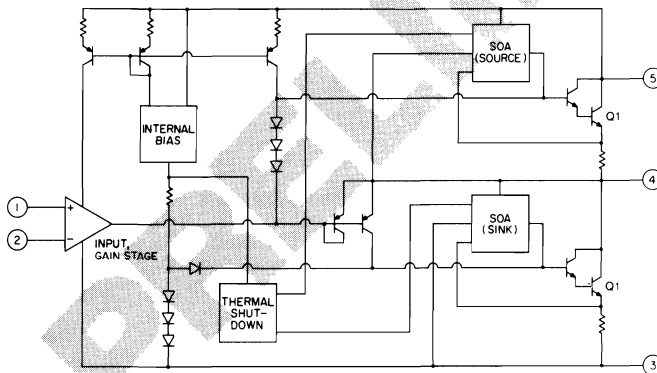 PRELI
SOA
(SOURCE)
5
Q1
INTERNAL
BIAS
4
1
+
2
−
INPUT,
GAIN STAGE
SOA
(SINK)
Q1
THERMAL
SHUT-
DOWN
3